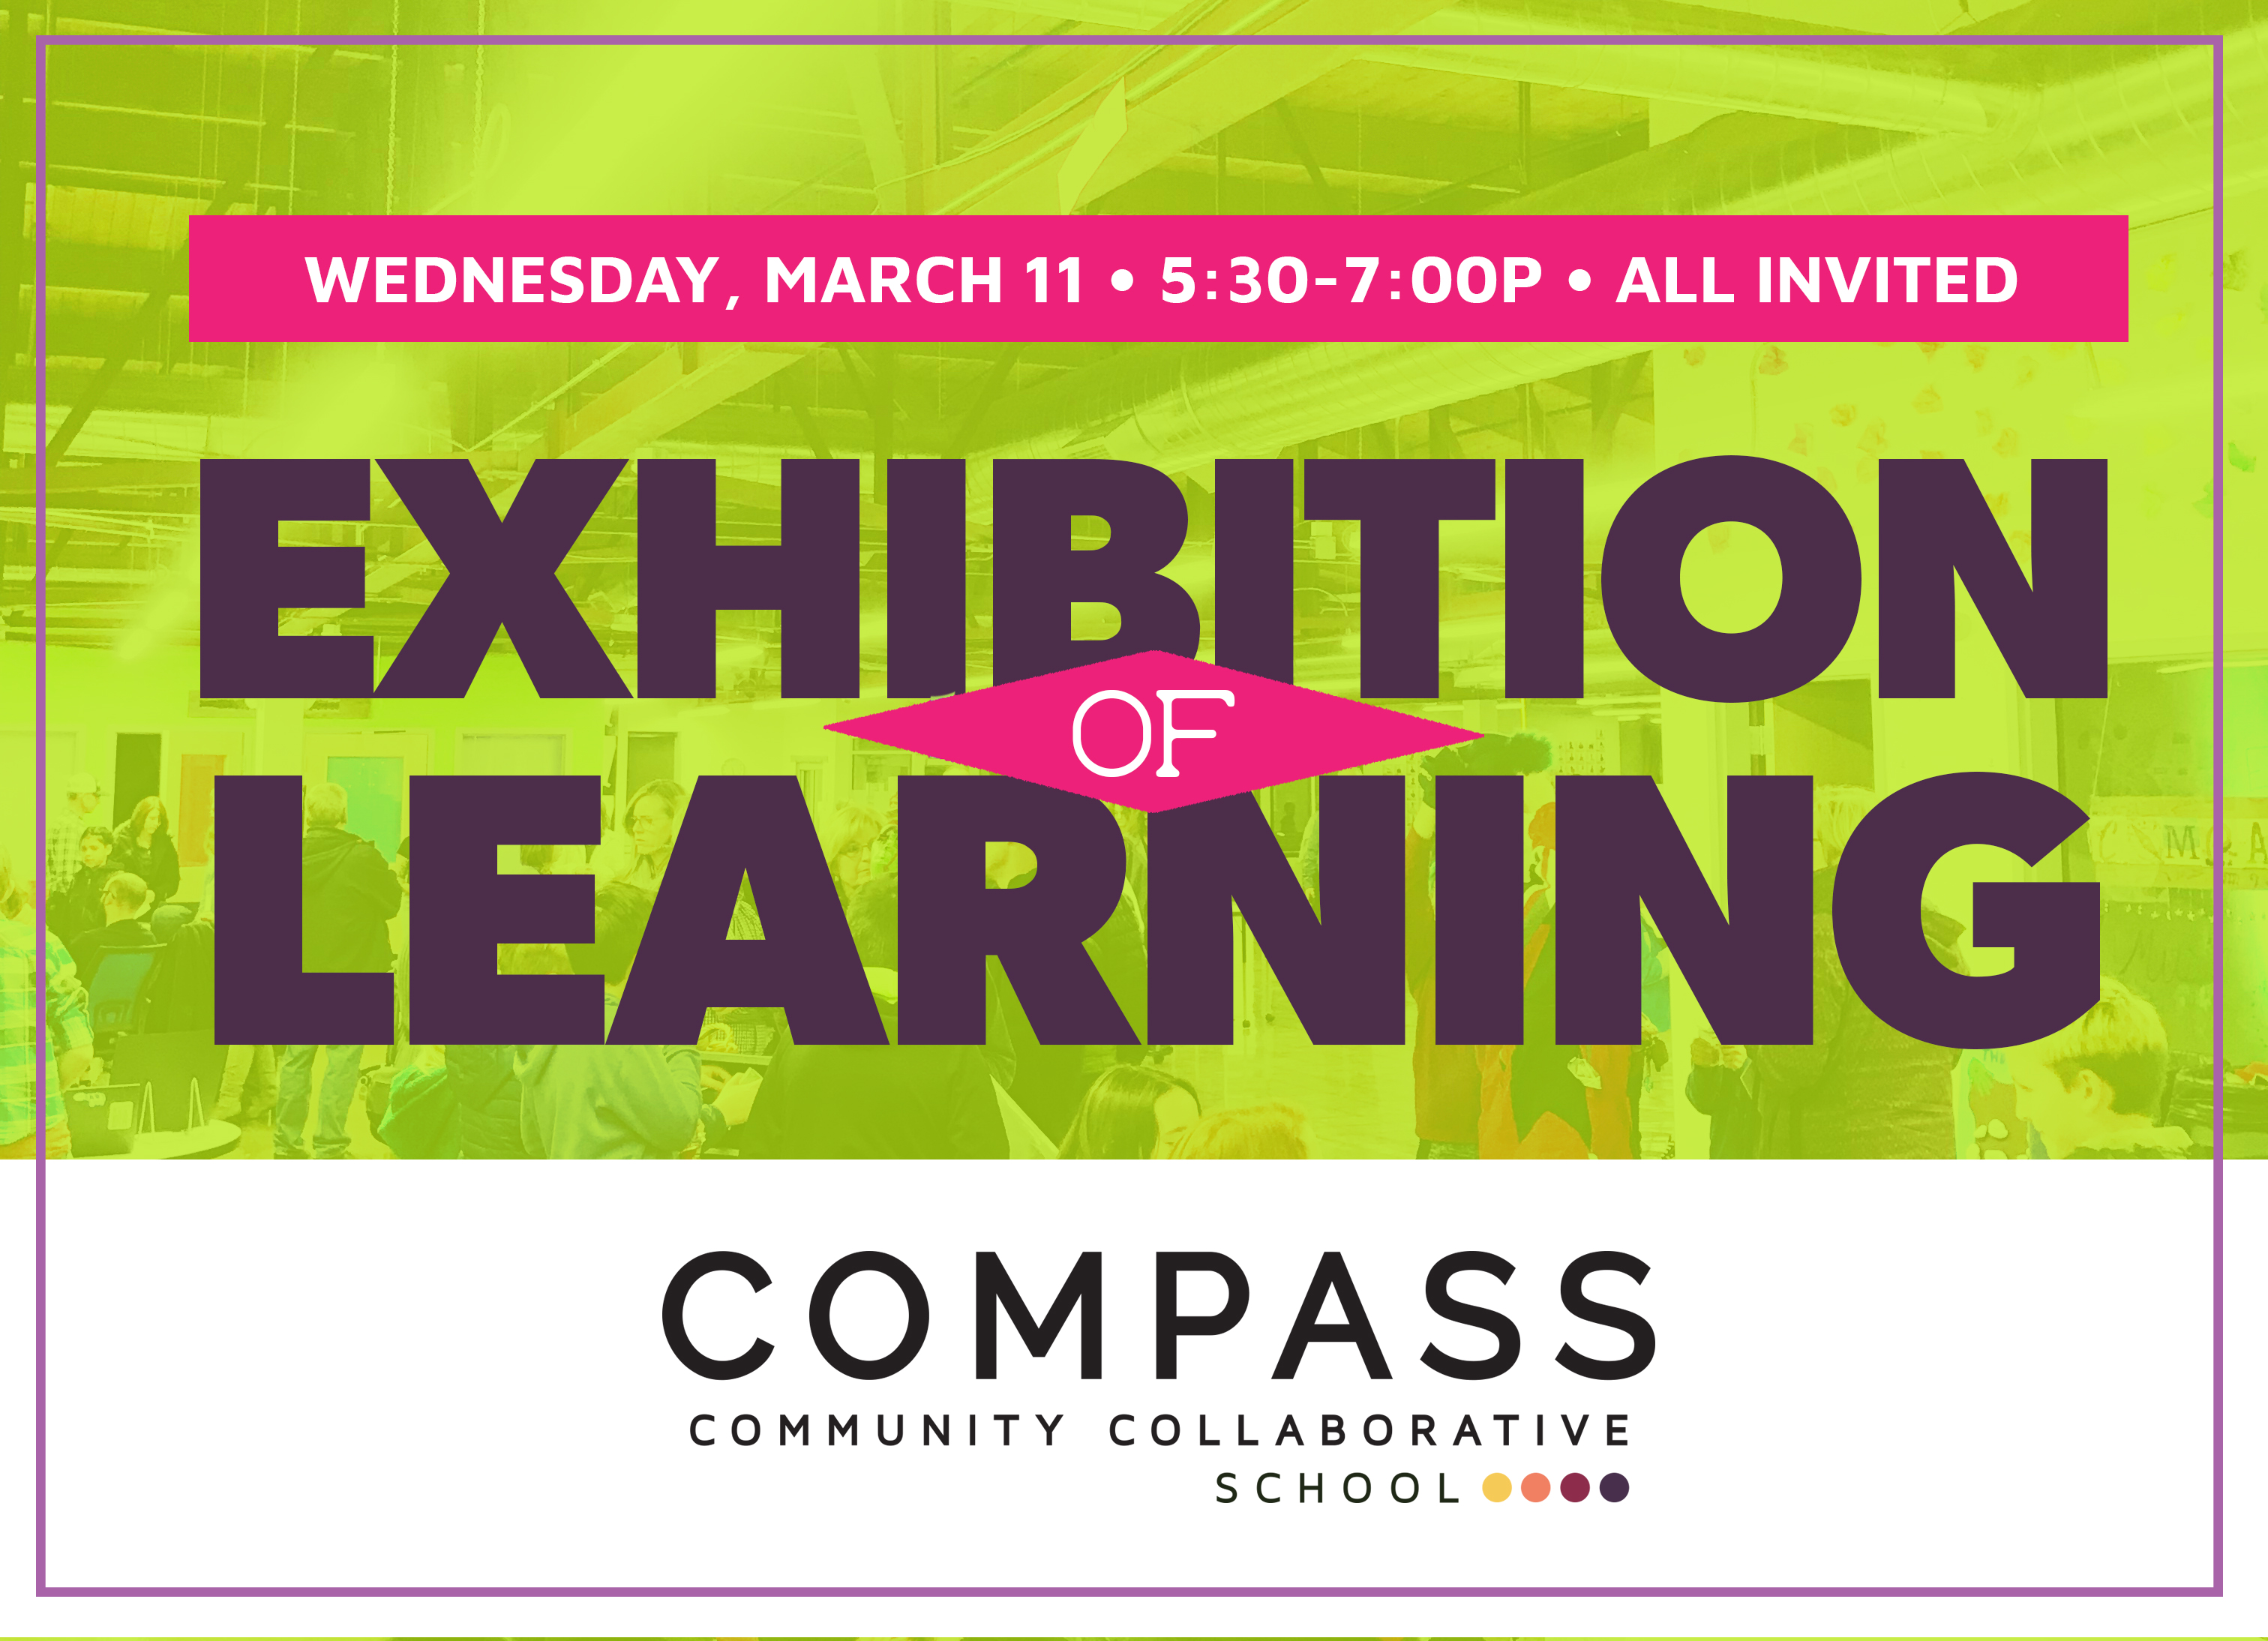 WEDNESDAY, MARCH 11 • 5:30-7:00P • ALL INVITED
EXHIBITION
OF
LEARNING
COMPASS
COMMUNITY COLLABORATIVE
SCHOOL